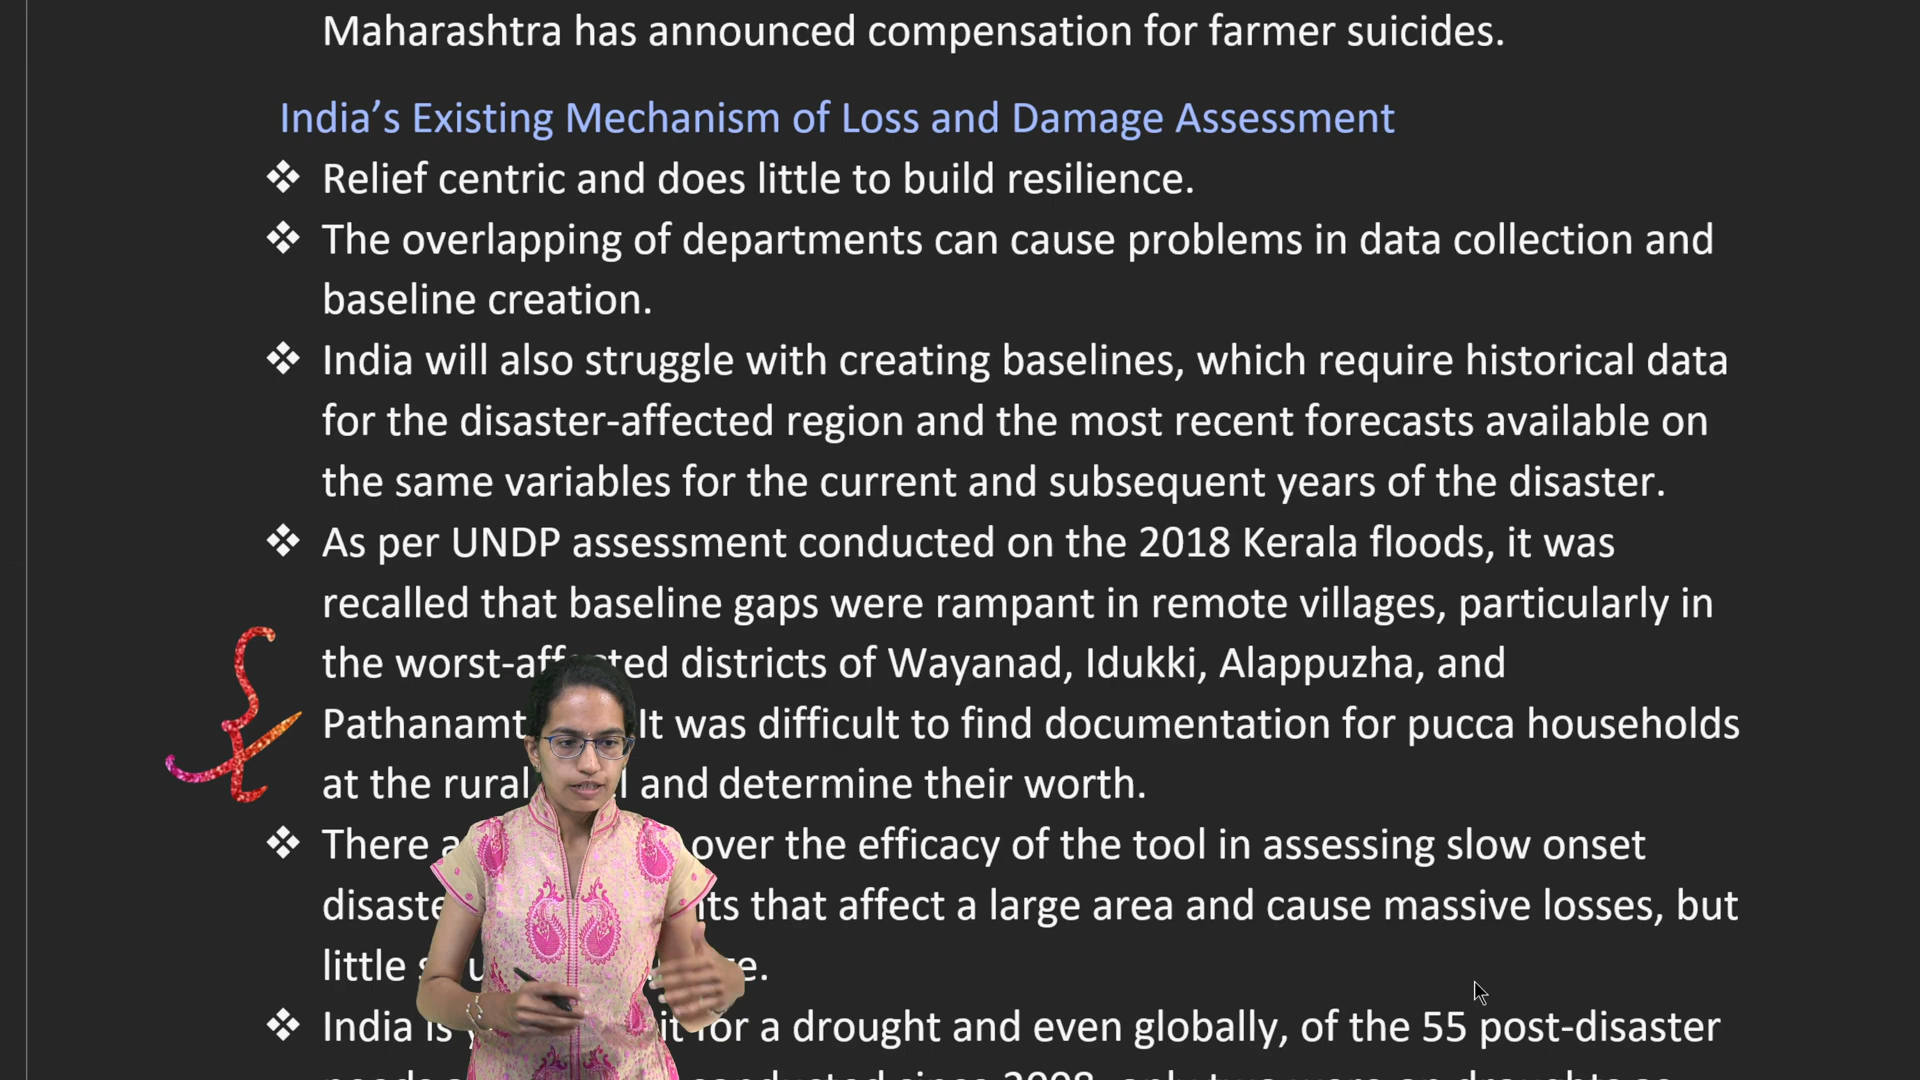 Maharashtra has announced compensation for farmer suicides.
India’s Existing Mechanism of Loss and Damage Assessment
❖ Relief centric and does little to build resilience.
❖ The overlapping of departments can cause problems in data collection and
baseline creation.
❖ India will also struggle with creating baselines, which require historical data
for the disaster-affected region and the most recent forecasts available on
the same variables for the current and subsequent years of the disaster.
❖ As per UNDP assessment conducted on the 2018 Kerala floods, it was
recalled that baseline gaps were rampant in remote villages, particularly in
the worst-affected districts of Wayanad, Idukki, Alappuzha, and
It was difficult to find documentation for pucca households
at the rural and determine their worth.
❖ There over the efficacy of the tool in assessing slow onset
that affect a large area and cause massive losses, but
little
❖ India is for a drought and even globally, of the 55 post-disaster